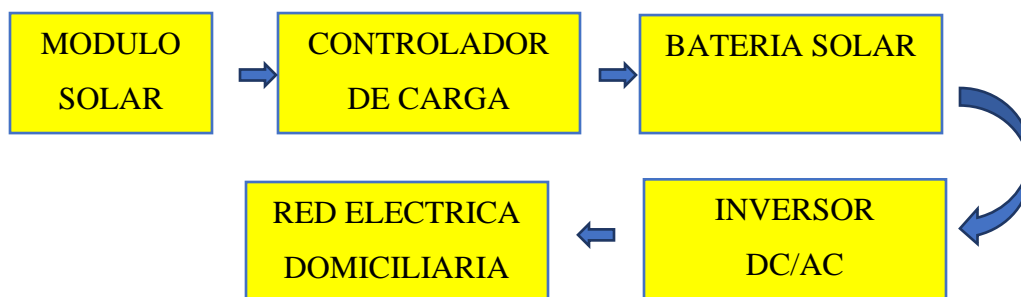 MODULO
SOLAR
CONTROLADOR
DE CARGA
BATERIA SOLAR
INVERSOR
DC/AC
RED ELECTRICA
DOMICILIARIA